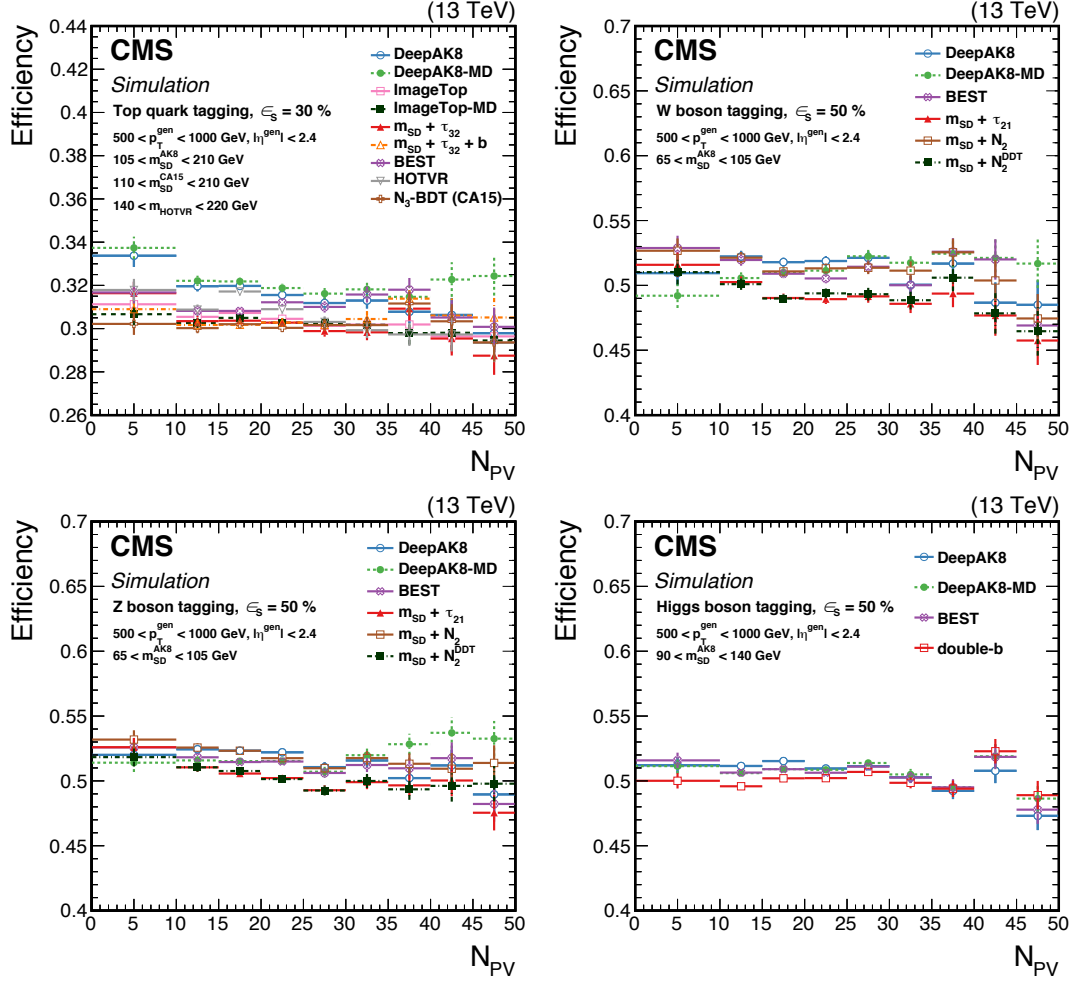 (13 TeV)
Efficiency
0.44
0.42
0.4
0.38
0.36
0.34
0.32
0.3
0.28
0.26
CMS
Simulation
Top quark tagging, ϵ_S = 30 %
500 < p_T^gen < 1000 GeV, |η^gen| < 2.4
105 < m_SD^AK8 < 210 GeV
110 < m_SD^CA15 < 210 GeV
140 < m_HOTVR < 220 GeV
DeepAK8
DeepAK8-MD
ImageTop
ImageTop-MD
m_SD + τ_32
m_SD + τ_32 + b
BEST
HOTVR
N_3-BDT (CA15)
0 5 10 15 20 25 30 35 40 45 50
N_PV
(13 TeV)
Efficiency
0.7
0.65
0.6
0.55
0.5
0.45
0.4
CMS
Simulation
W boson tagging, ϵ_S = 50 %
500 < p_T^gen < 1000 GeV, |η^gen| < 2.4
65 < m_SD^AK8 < 105 GeV
DeepAK8
DeepAK8-MD
BEST
m_SD + τ_21
m_SD + N_2
m_SD + N_2^DDT
0 5 10 15 20 25 30 35 40 45 50
N_PV
(13 TeV)
Efficiency
0.7
0.65
0.6
0.55
0.5
0.45
0.4
CMS
Simulation
Z boson tagging, ϵ_S = 50 %
500 < p_T^gen < 1000 GeV, |η^gen| < 2.4
65 < m_SD^AK8 < 105 GeV
DeepAK8
DeepAK8-MD
BEST
m_SD + τ_21
m_SD + N_2
m_SD + N_2^DDT
0 5 10 15 20 25 30 35 40 45 50
N_PV
(13 TeV)
Efficiency
0.7
0.65
0.6
0.55
0.5
0.45
0.4
CMS
Simulation
Higgs boson tagging, ϵ_S = 50 %
500 < p_T^gen < 1000 GeV, |η^gen| < 2.4
90 < m_SD^AK8 < 140 GeV
DeepAK8
DeepAK8-MD
BEST
double-b
0 5 10 15 20 25 30 35 40 45 50
N_PV